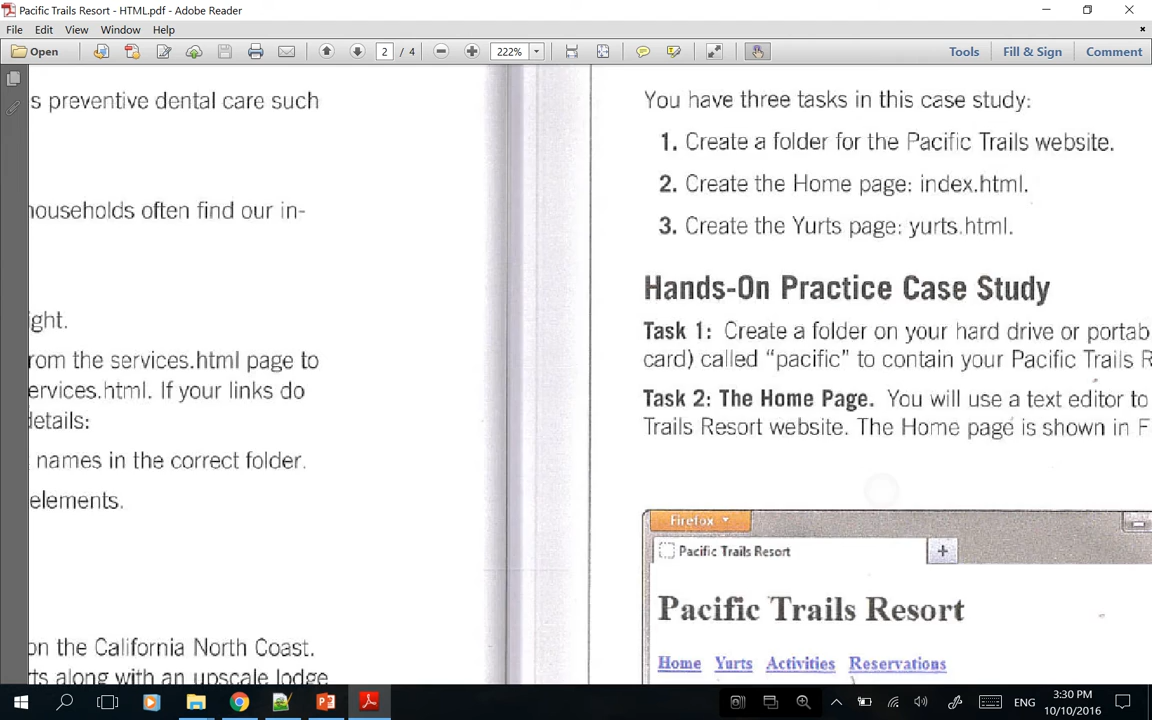 Pacific Trails Resort - HTML.pdf - Adobe Reader
File Edit View Window Help
Open 2 / 4 222% Tools Fill & Sign Comment
s preventive dental care such
households often find our in-
ight.
rom the services.html page to
ervices.html. If your links do
details:
names in the correct folder.
elements.
on the California North Coast.
rts along with an upscale lodge
You have three tasks in this case study:
1. Create a folder for the Pacific Trails website.
2. Create the Home page: index.html.
3. Create the Yurts page: yurts.html.
Hands-On Practice Case Study
Task 1: Create a folder on your hard drive or portab
card) called “pacific” to contain your Pacific Trails R
Task 2: The Home Page. You will use a text editor to
Trails Resort website. The Home page is shown in F
Firefox
Pacific Trails Resort
Pacific Trails Resort
Home Yurts Activities Reservations
ENG
3:30 PM
10/10/2016